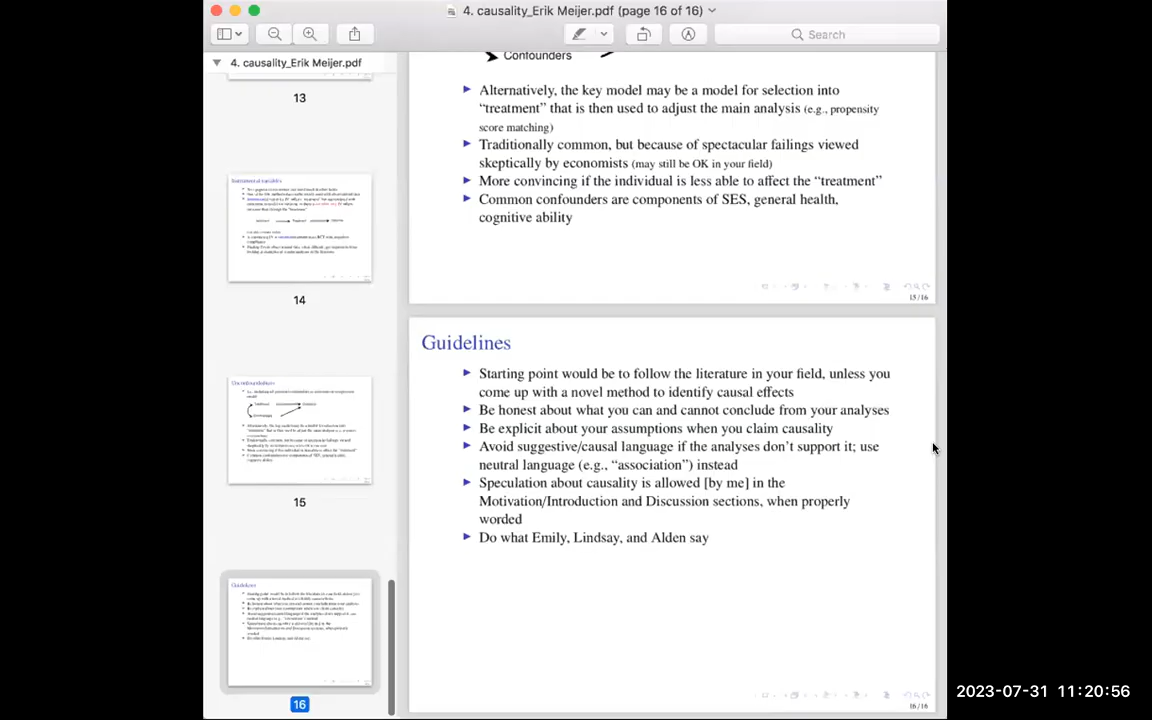 4. causality_Erik Meijer.pdf (page 16 of 16)
Search
4. causality_Erik Meijer.pdf
13
Instrumental variables
14
Unconfoundedness
15
Guidelines
16
Confounders
Alternatively, the key model may be a model for selection into
“treatment” that is then used to adjust the main analysis (e.g., propensity
score matching)
Traditionally common, but because of spectacular failings viewed
skeptically by economists (may still be OK in your field)
More convincing if the individual is less able to affect the “treatment”
Common confounders are components of SES, general health,
cognitive ability
15/16
Guidelines
Starting point would be to follow the literature in your field, unless you
come up with a novel method to identify causal effects
Be honest about what you can and cannot conclude from your analyses
Be explicit about your assumptions when you claim causality
Avoid suggestive/causal language if the analyses don’t support it; use
neutral language (e.g., “association”) instead
Speculation about causality is allowed [by me] in the
Motivation/Introduction and Discussion sections, when properly
worded
Do what Emily, Lindsay, and Alden say
16/16
2023-07-31 11:20:56